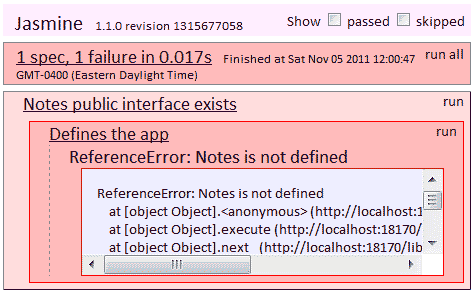 Jasmine 1.1.0 revision 1315677058 Show passed skipped
1 spec, 1 failure in 0.017s Finished at Sat Nov 05 2011 12:00:47 run all
GMT-0400 (Eastern Daylight Time)
Notes public interface exists run
Defines the app run
ReferenceError: Notes is not defined
ReferenceError: Notes is not defined
at [object Object].<anonymous> (http://localhost:1
at [object Object].execute (http://localhost:18170/
at [object Object].next (http://localhost:18170/lib